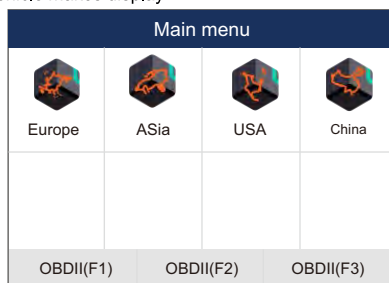 Main menu
Europe ASia USA China
OBDII(F1) OBDII(F2) OBDII(F3)